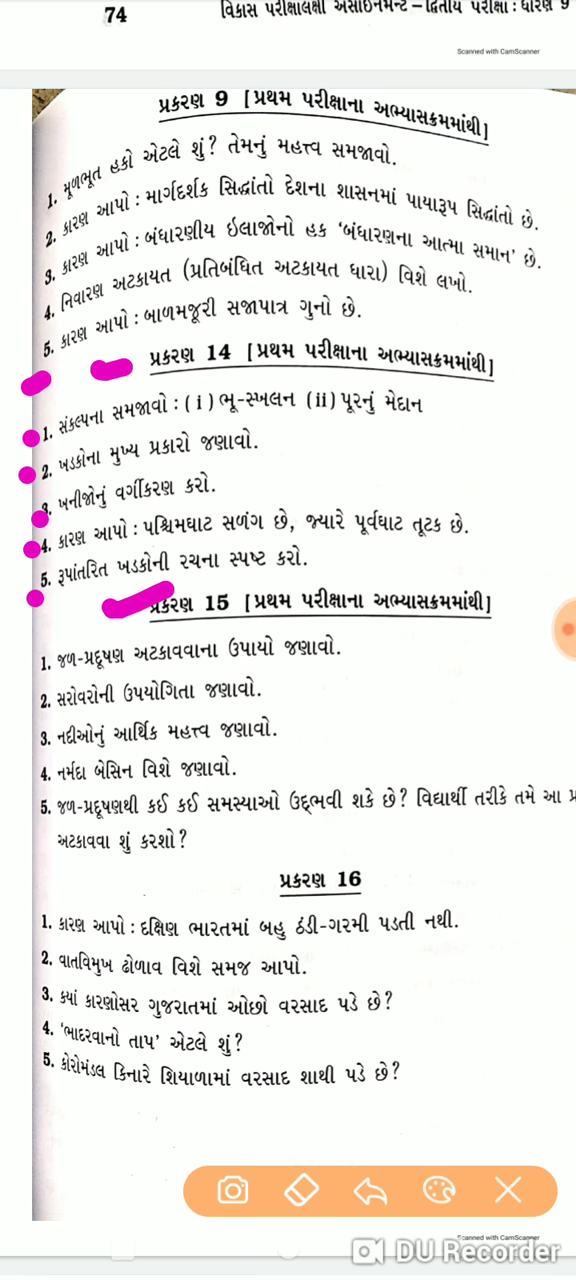 74
વિકાસ પરીક્ષાલક્ષી અસાઇનમેન્ટ – દ્વિતીય પરીક્ષા : ધોરણ 9
Scanned with CamScanner
પ્રકરણ 9 [પ્રથમ પરીક્ષાના અભ્યાસક્રમમાંથી]
1. મૂળભૂત હકો એટલે શું? તેમનું મહત્ત્વ સમજાવો.
2. કારણ આપો : માર્ગદર્શક સિદ્ધાંતો દેશના શાસનમાં પાયારૂપ સિદ્ધાંતો છે.
3. કારણ આપો : બંધારણીય ઇલાજોનો હક 'બંધારણના આત્મા સમાન' છે.
4. નિવારણ અટકાયત (પ્રતિબંધિત અટકાયત ધારા) વિશે લખો.
5. કારણ આપો : બાળમજૂરી સજાપાત્ર ગુનો છે.
પ્રકરણ 14 [પ્રથમ પરીક્ષાના અભ્યાસક્રમમાંથી]
1. સંકલ્પના સમજાવો : (i) ભૂ-સ્ખલન (ii) પૂરનું મેદાન
2. ખડકોના મુખ્ય પ્રકારો જણાવો.
3. ખનીજોનું વર્ગીકરણ કરો.
4. કારણ આપો : પશ્ચિમઘાટ સળંગ છે, જ્યારે પૂર્વઘાટ તૂટક છે.
5. રૂપાંતરિત ખડકોની રચના સ્પષ્ટ કરો.
પ્રકરણ 15 [પ્રથમ પરીક્ષાના અભ્યાસક્રમમાંથી]
1. જળ-પ્રદૂષણ અટકાવવાના ઉપાયો જણાવો.
2. સરોવરોની ઉપયોગિતા જણાવો.
3. નદીઓનું આર્થિક મહત્ત્વ જણાવો.
4. નર્મદા બેસિન વિશે જણાવો.
5. જળ-પ્રદૂષણથી કઈ કઈ સમસ્યાઓ ઉદ્ભવી શકે છે? વિદ્યાર્થી તરીકે તમે આ
અટકાવવા શું કરશો?
પ્રકરણ 16
1. કારણ આપો : દક્ષિણ ભારતમાં બહુ ઠંડી-ગરમી પડતી નથી.
2. વાતવિમુખ ઢોળાવ વિશે સમજ આપો.
3. ક્યાં કારણોસર ગુજરાતમાં ઓછો વરસાદ પડે છે?
4. 'ભાદરવાનો તાપ' એટલે શું?
5. કોરોમંડલ કિનારે શિયાળામાં વરસાદ શાથી પડે છે?
Scanned with CamScanner
DU Recorder